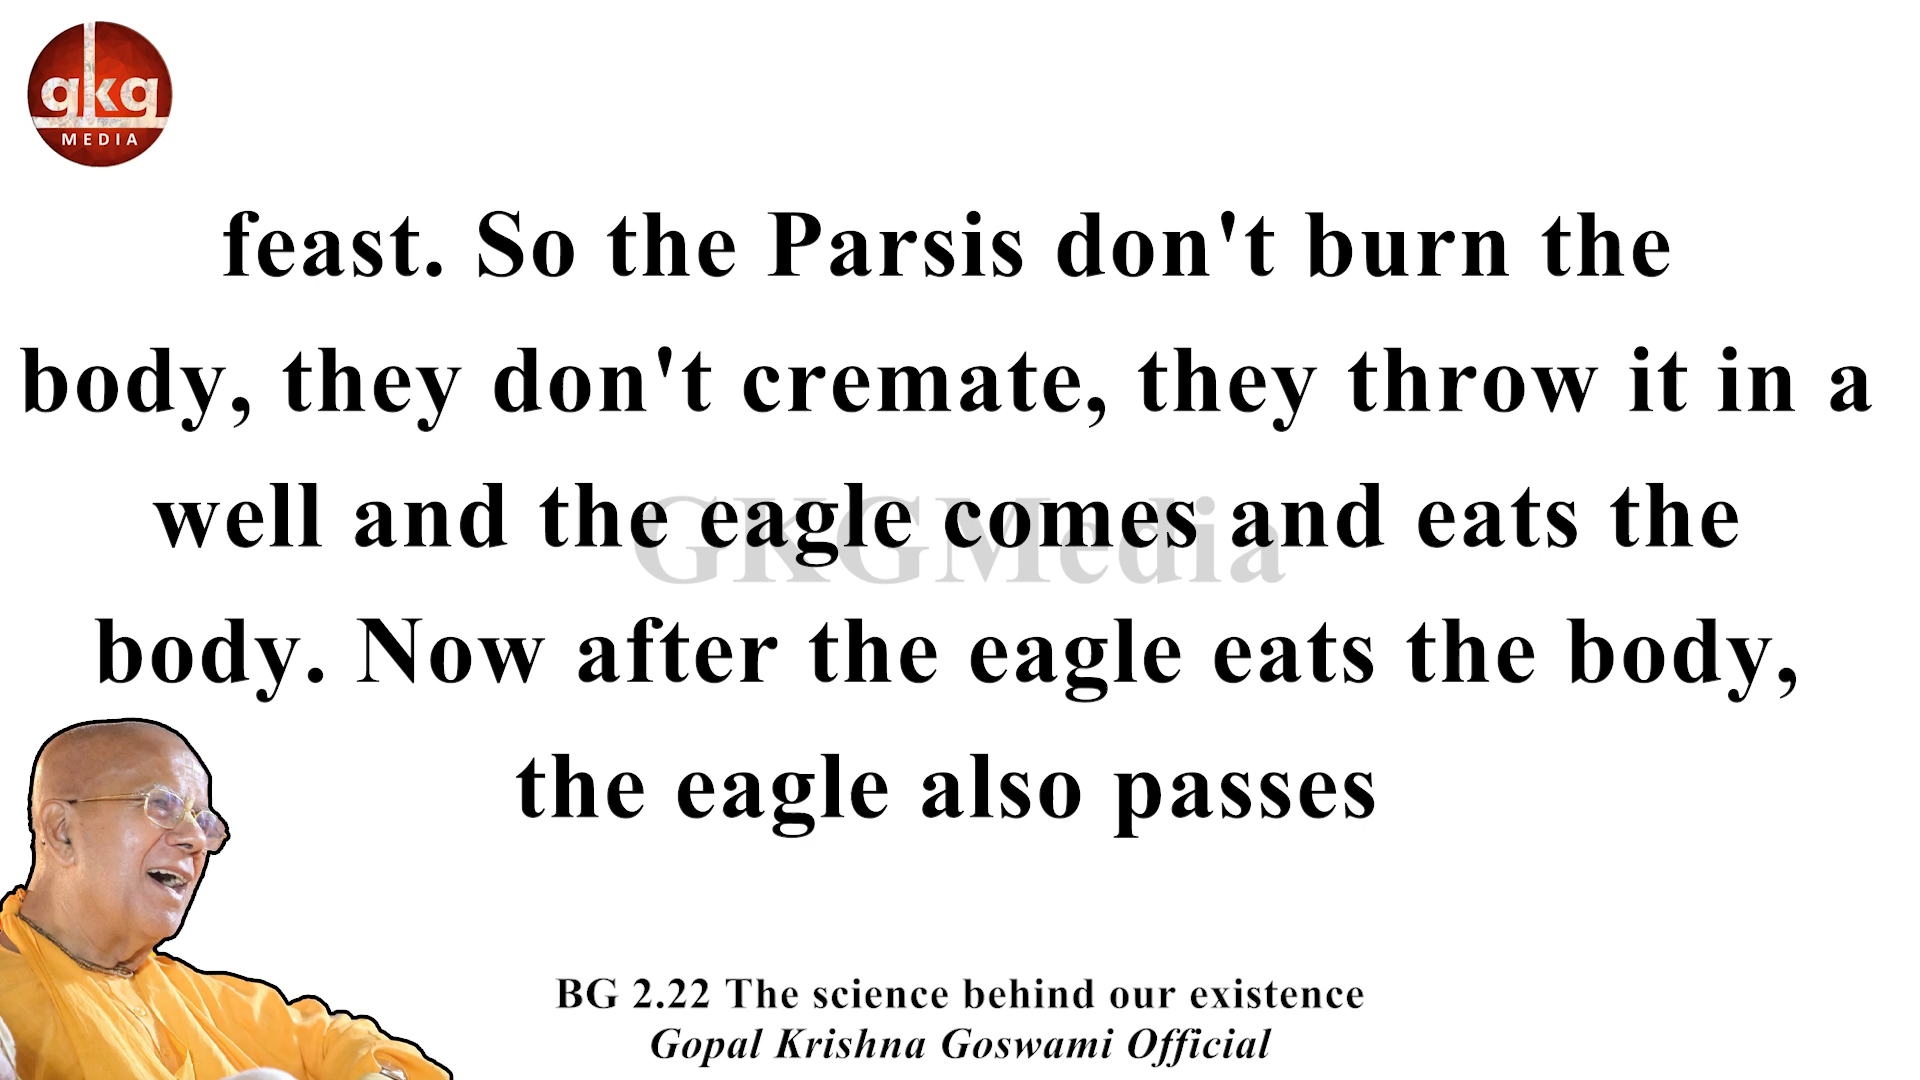 gkg
MEDIA
feast. So the Parsis don't burn the
body, they don't cremate, they throw it in a
well and the eagle comes and eats the
GKGMedia
body. Now after the eagle eats the body,
the eagle also passes
BG 2.22 The science behind our existence
Gopal Krishna Goswami Official